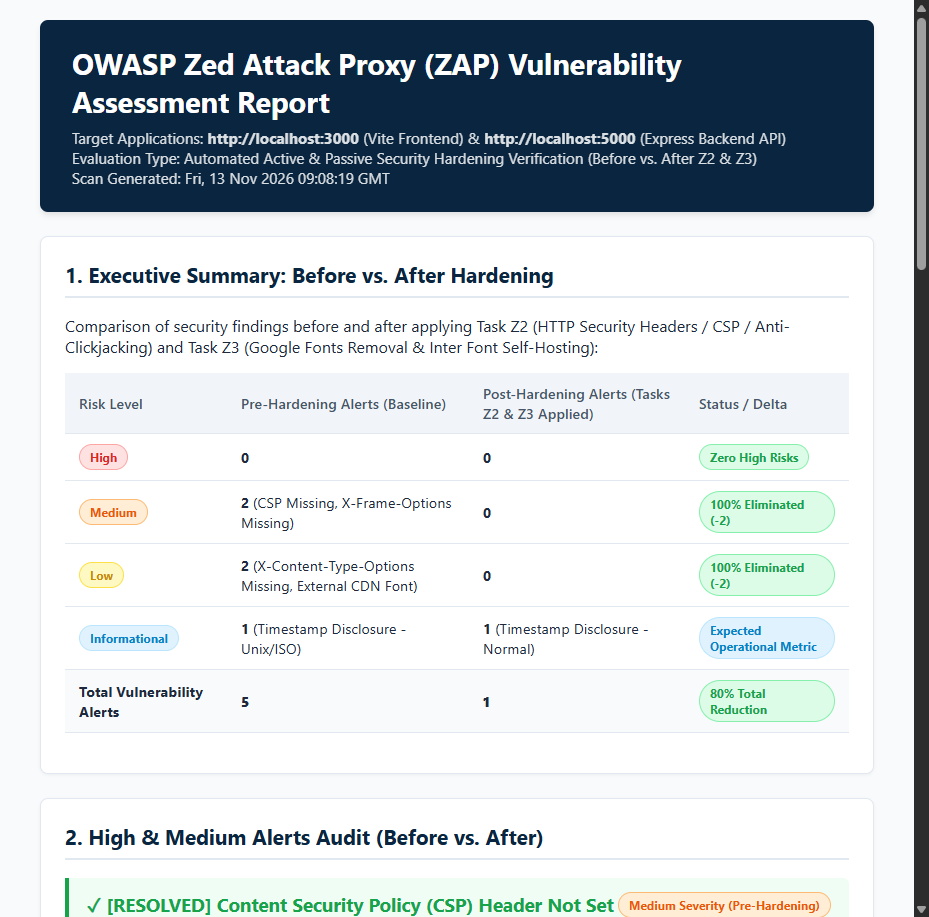 OWASP Zed Attack Proxy (ZAP) Vulnerability
Assessment Report
Target Applications: http://localhost:3000 (Vite Frontend) & http://localhost:5000 (Express Backend API)
Evaluation Type: Automated Active & Passive Security Hardening Verification (Before vs. After Z2 & Z3)
Scan Generated: Fri, 13 Nov 2026 09:08:19 GMT
1. Executive Summary: Before vs. After Hardening
Comparison of security findings before and after applying Task Z2 (HTTP Security Headers / CSP / Anti-
Clickjacking) and Task Z3 (Google Fonts Removal & Inter Font Self-Hosting):
Risk Level
Pre-Hardening Alerts (Baseline)
Post-Hardening Alerts (Tasks
Z2 & Z3 Applied)
Status / Delta
High
0
0
Zero High Risks
Medium
2 (CSP Missing, X-Frame-Options
Missing)
0
100% Eliminated
(-2)
Low
2 (X-Content-Type-Options
Missing, External CDN Font)
0
100% Eliminated
(-2)
Informational
1 (Timestamp Disclosure -
Unix/ISO)
1 (Timestamp Disclosure -
Normal)
Expected
Operational Metric
Total Vulnerability
Alerts
5
1
80% Total
Reduction
2. High & Medium Alerts Audit (Before vs. After)
✓ [RESOLVED] Content Security Policy (CSP) Header Not Set
Medium Severity (Pre-Hardening)